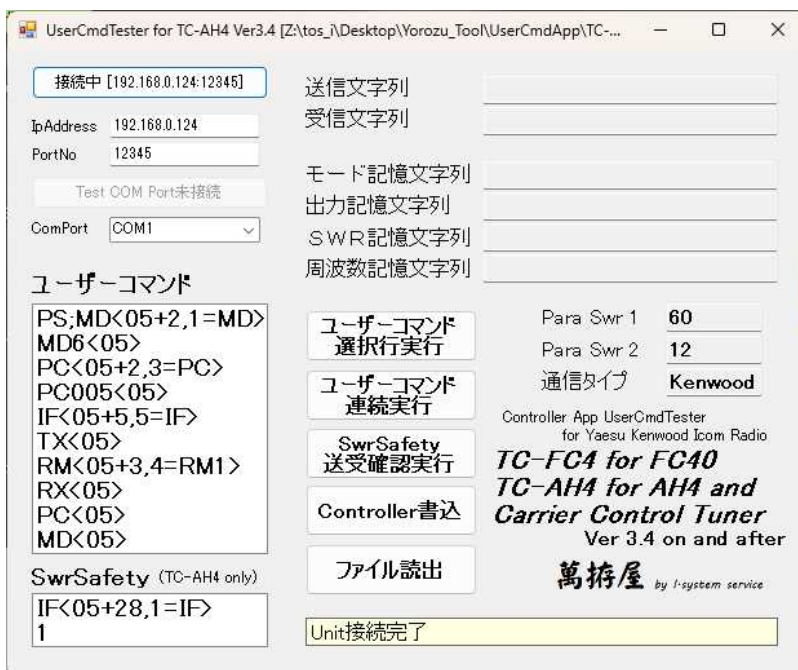 UserCmdTester for TC-AH4 Ver3.4 [Z:\tos_i\Desktop\Yorozu_Tool\UserCmdApp\TC-...
接続中 [192.168.0.124:12345]
IpAddress 192.168.0.124
PortNo 12345
Test COM Port未接続
ComPort COM1
ユーザーコマンド
PS;MD<05+2,1=MD>
MD6<05>
PC<05+2,3=PC>
PC005<05>
IF<05+5,5=IF>
TX<05>
RM<05+3,4=RM1>
RX<05>
PC<05>
MD<05>
SwrSafety (TC-AH4 only)
IF<05+28,1=IF>
1
送信文字列
受信文字列
モード記憶文字列
出力記憶文字列
SWR記憶文字列
周波数記憶文字列
ユーザーコマンド
選択行実行
ユーザーコマンド
連続実行
SwrSafety
送受確認実行
Controller書込
ファイル読出
Para Swr 1 60
Para Swr 2 12
通信タイプ Kenwood
Controller App UserCmdTester
for Yaesu Kenwood Icom Radio
TC-FC4 for FC40
TC-AH4 for AH4 and
Carrier Control Tuner
Ver 3.4 on and after
萬拵屋 by I-system service
Unit接続完了